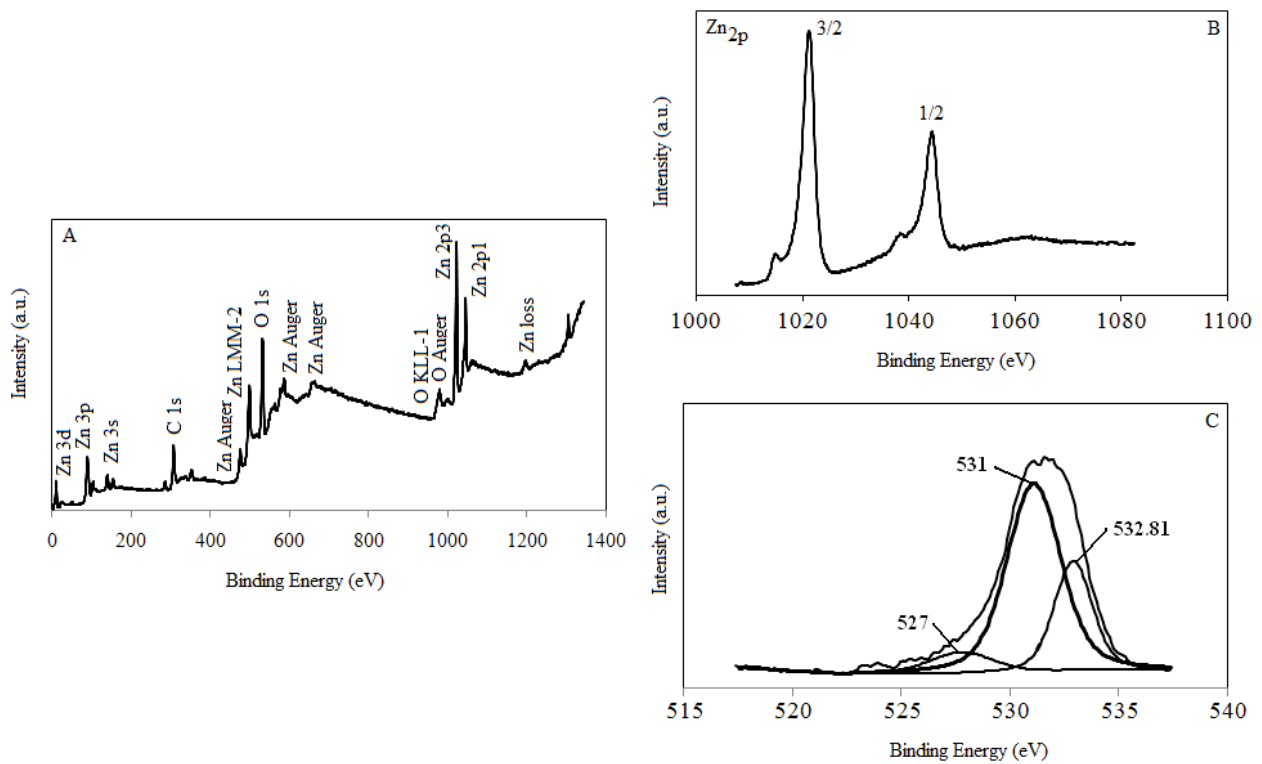 A
Intensity (a.u.)
Zn 3d
Zn 3p
Zn 3s
C 1s
Zn Auger
Zn LMM-2
O 1s
Zn Auger
Zn Auger
O KLL-1
O Auger
Zn 2p3
Zn 2p1
Zn loss
0 200 400 600 800 1000 1200 1400
Binding Energy (eV)
Zn2p
B
3/2
1/2
Intensity (a.u.)
1000 1020 1040 1060 1080 1100
Binding Energy (eV)
C
531
532.81
527
Intensity (a.u.)
515 520 525 530 535 540
Binding Energy (eV)